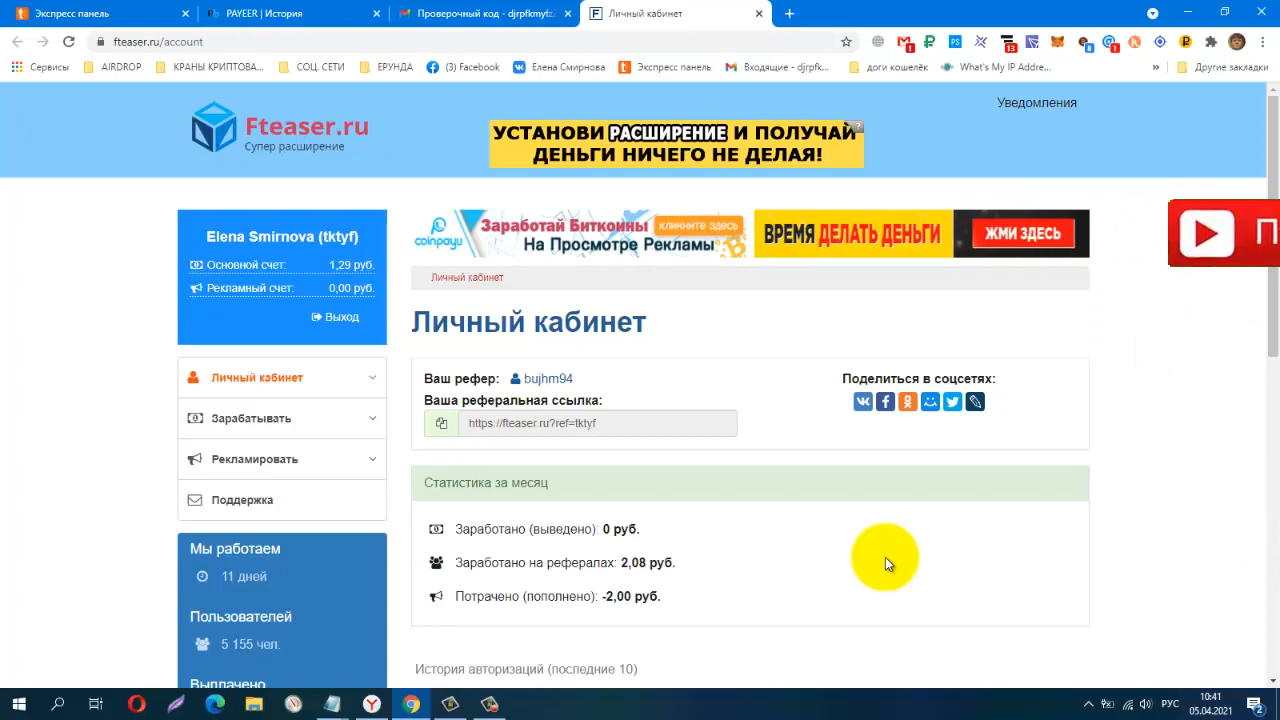 Экспресс панель
PAYEER | История
Проверочный код - djrpfkmyfz
Личный кабинет
fteaser.ru/account
1
13
8
1
Сервисы
AIRDROP
КРАНЫ КРИПТОВА...
СОЦ. СЕТИ
ЕРУНДА
(3) Facebook
Елена Смирнова
Экспресс панель
Входящие - djrpfk...
доги кошелёк
What's My IP Addre...
»
Другие закладки
Уведомления
Fteaser.ru
Супер расширение
УСТАНОВИ РАСШИРЕНИЕ И ПОЛУЧАЙ
ДЕНЬГИ НИЧЕГО НЕ ДЕЛАЯ!
Elena Smirnova (tktyf)
Основной счет: 1,29 руб.
Рекламный счет: 0,00 руб.
Выход
coinpayu
Заработай Биткоины
кликните здесь
На Просмотре Рекламы
ВРЕМЯ ДЕЛАТЬ ДЕНЬГИ
ЖМИ ЗДЕСЬ
П
Личный кабинет
Личный кабинет
Ваш рефер: bujhm94
Ваша реферальная ссылка:
https://fteaser.ru?ref=tktyf
Поделиться в соцсетях:
Личный кабинет
Зарабатывать
Рекламировать
Поддержка
Статистика за месяц
Заработано (выведено): 0 руб.
Заработано на рефералах: 2,08 руб.
Потрачено (пополнено): -2,00 руб.
Мы работаем
11 дней
Пользователей
5 155 чел.
Выплачено
История авторизаций (последние 10)
РУС
10:41
05.04.2021
2